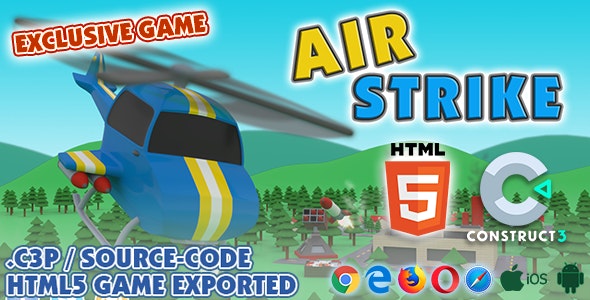 EXCLUSIVE GAME
AIR
STRIKE
HTML
5
CONSTRUCT 3
.C3P / SOURCE-CODE
HTML5 GAME EXPORTED
iOS